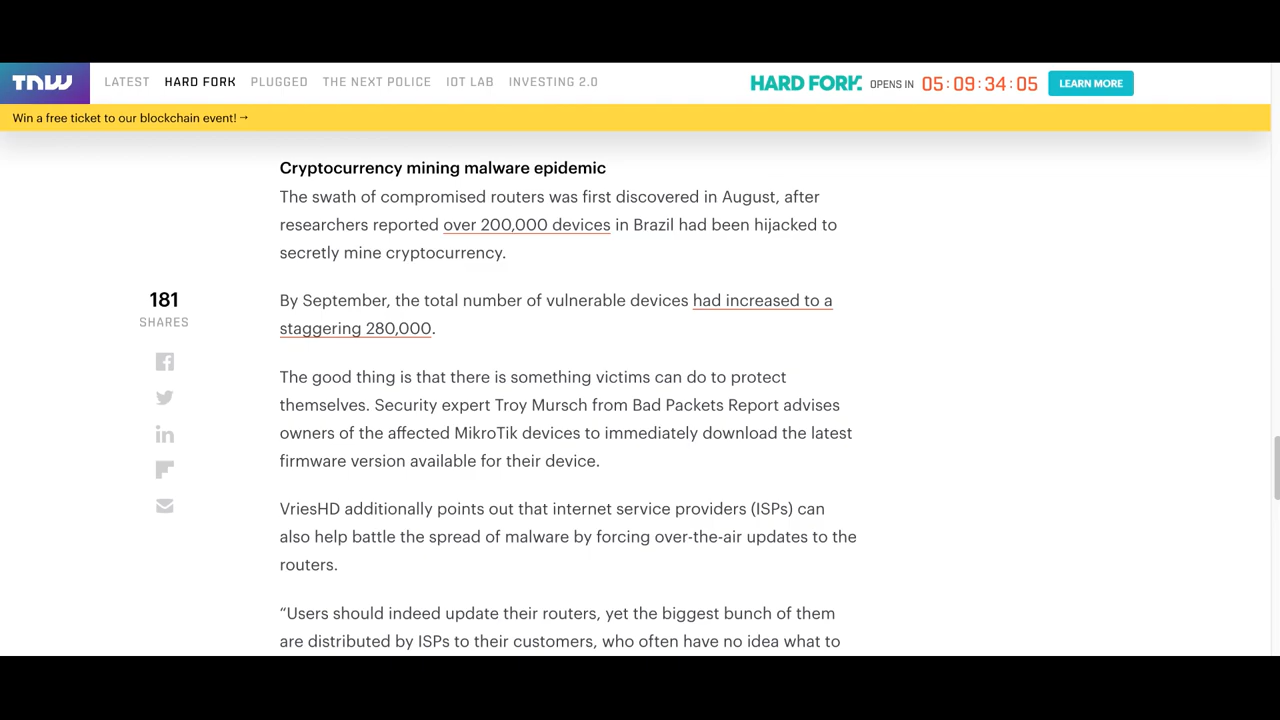 TNW LATEST HARD FORK PLUGGED THE NEXT POLICE IOT LAB INVESTING 2.0 HARD FORK. OPENS IN 05:09:34:05 LEARN MORE
Win a free ticket to our blockchain event! →
Cryptocurrency mining malware epidemic
The swath of compromised routers was first discovered in August, after
researchers reported over 200,000 devices in Brazil had been hijacked to
secretly mine cryptocurrency.
181
SHARES
By September, the total number of vulnerable devices had increased to a
staggering 280,000.
The good thing is that there is something victims can do to protect
themselves. Security expert Troy Mursch from Bad Packets Report advises
owners of the affected MikroTik devices to immediately download the latest
firmware version available for their device.
VriesHD additionally points out that internet service providers (ISPs) can
also help battle the spread of malware by forcing over-the-air updates to the
routers.
“Users should indeed update their routers, yet the biggest bunch of them
are distributed by ISPs to their customers, who often have no idea what to